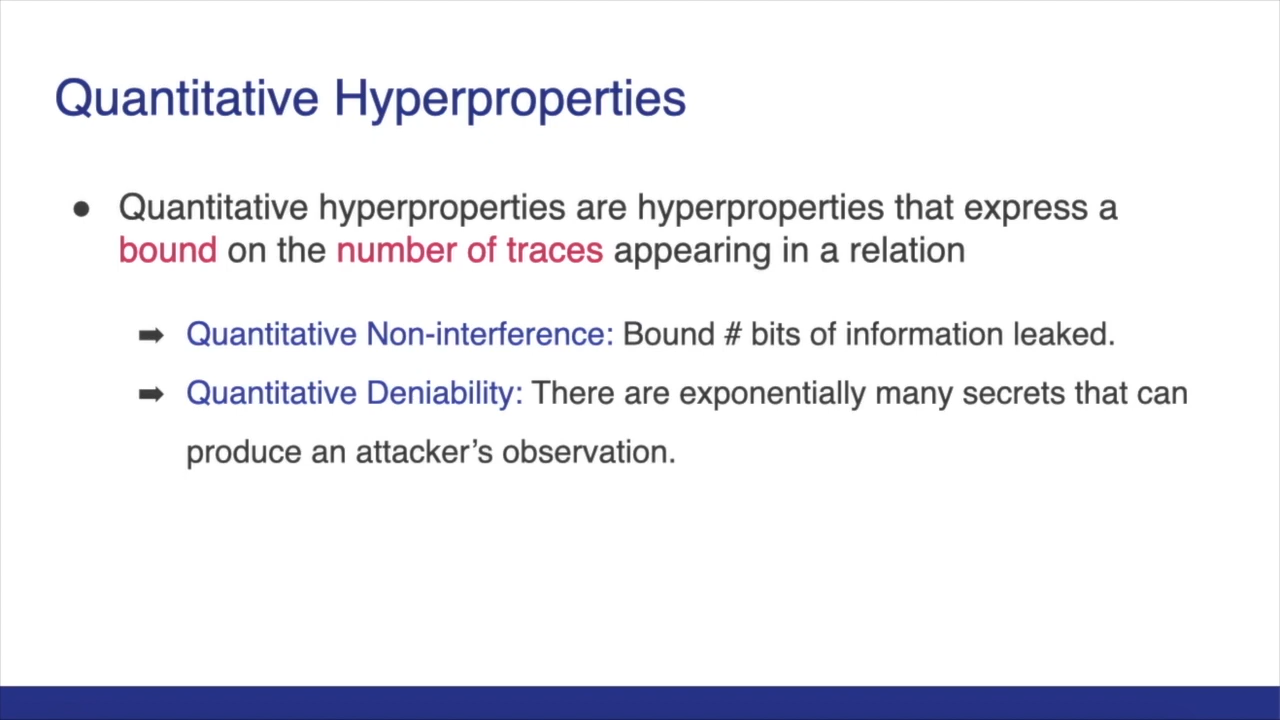 Quantitative Hyperproperties
● Quantitative hyperproperties are hyperproperties that express a
bound on the number of traces appearing in a relation
➡ Quantitative Non-interference: Bound # bits of information leaked.
➡ Quantitative Deniability: There are exponentially many secrets that can
produce an attacker’s observation.